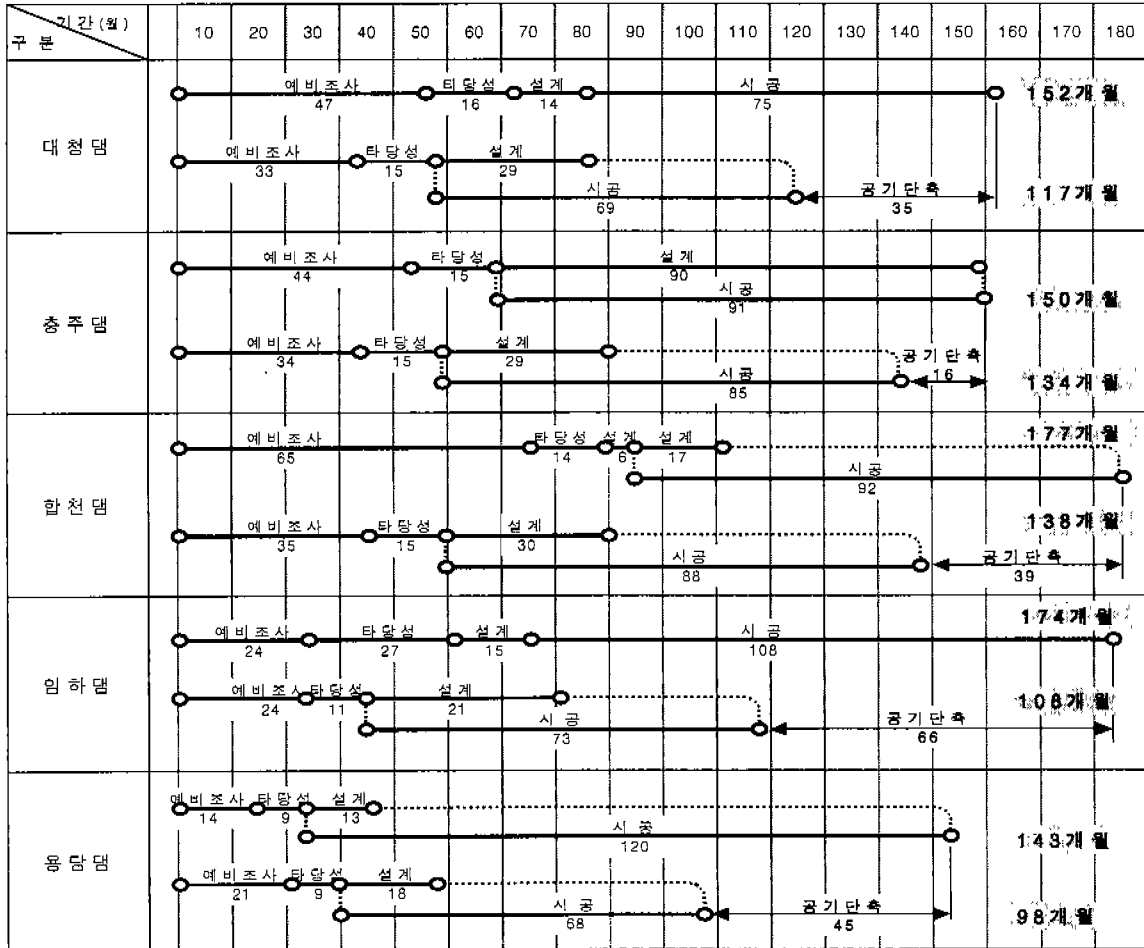 기간(월)
구 분
10 20 30 40 50 60 70 80 90 100 110 120 130 140 150 160 170 180
대청댐
예비조사 타당성 설계 시공 152개월
47 16 14 75
예비조사 타당성 설계
33 15 29
시공 공기단축 117개월
69 35
충주댐
예비조사 타당성 설계
44 15 90
시공 150개월
91
예비조사 타당성 설계 공기단축
34 15 29 16
시공 134개월
85
합천댐
예비조사 타당성 설계 설계 177개월
65 14 6 17
시공
92
예비조사 타당성 설계 138개월
35 15 30
시공 공기단축
88 39
임하댐
예비조사 타당성 설계 시공 174개월
24 27 15 108
예비조사 타당성 설계 108개월
24 11 21
시공 공기단축
73 66
용담댐
예비조사 타당성 설계
14 9 13
시공 143개월
120
예비조사 타당성 설계
21 9 18
시공 공기단축 98개월
68 45